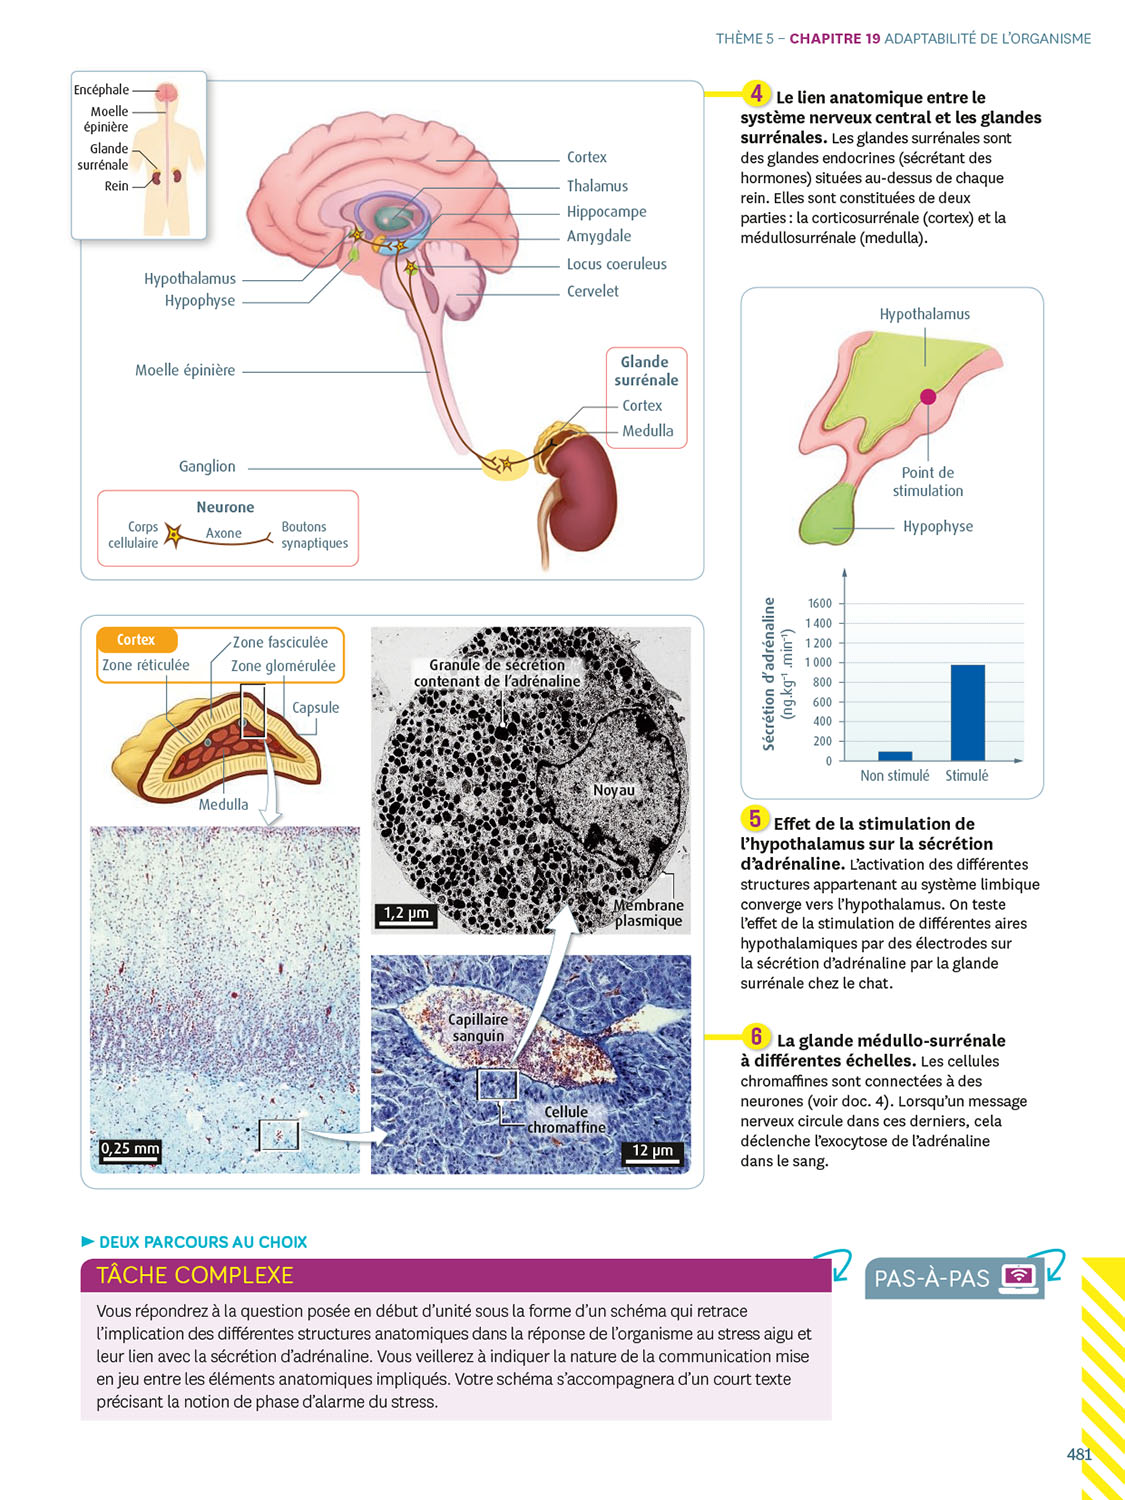 THÈME 5 – CHAPITRE 19 ADAPTABILITÉ DE L'ORGANISME
Encéphale
Moelle
épinière
Glande
surrénale
Rein
Cortex
Thalamus
Hippocampe
Amygdale
Locus coeruleus
Cervelet
Hypothalamus
Hypophyse
Moelle épinière
Ganglion
Glande
surrénale
Cortex
Medulla
Neurone
Corps
cellulaire
Axone
Boutons
synaptiques
4 Le lien anatomique entre le
système nerveux central et les glandes
surrénales. Les glandes surrénales sont
des glandes endocrines (sécrétant des
hormones) situées au-dessus de chaque
rein. Elles sont constituées de deux
parties : la corticosurrénale (cortex) et la
médullosurrénale (medulla).
Hypothalamus
Point de
stimulation
Hypophyse
Sécrétion d'adrénaline
(ng.kg⁻¹ .min⁻¹)
1600
1 400
1 200
1 000
800
600
400
200
0
Non stimulé
Stimulé
5 Effet de la stimulation de
l'hypothalamus sur la sécrétion
d'adrénaline. L'activation des différentes
structures appartenant au système limbique
converge vers l'hypothalamus. On teste
l'effet de la stimulation de différentes aires
hypothalamiques par des électrodes sur
la sécrétion d'adrénaline par la glande
surrénale chez le chat.
Cortex
Zone fasciculée
Zone réticulée
Zone glomérulée
Capsule
Medulla
0,25 mm
Granule de sécrétion
contenant de l'adrénaline
Noyau
Membrane
plasmique
1,2 µm
Capillaire
sanguin
Cellule
chromaffine
12 µm
6 La glande médullo-surrénale
à différentes échelles. Les cellules
chromaffines sont connectées à des
neurones (voir doc. 4). Lorsqu'un message
nerveux circule dans ces derniers, cela
déclenche l'exocytose de l'adrénaline
dans le sang.
DEUX PARCOURS AU CHOIX
TÂCHE COMPLEXE
Vous répondrez à la question posée en début d'unité sous la forme d'un schéma qui retrace
l'implication des différentes structures anatomiques dans la réponse de l'organisme au stress aigu et
leur lien avec la sécrétion d'adrénaline. Vous veillerez à indiquer la nature de la communication mise
en jeu entre les éléments anatomiques impliqués. Votre schéma s'accompagnera d'un court texte
précisant la notion de phase d'alarme du stress.
PAS-À-PAS
481